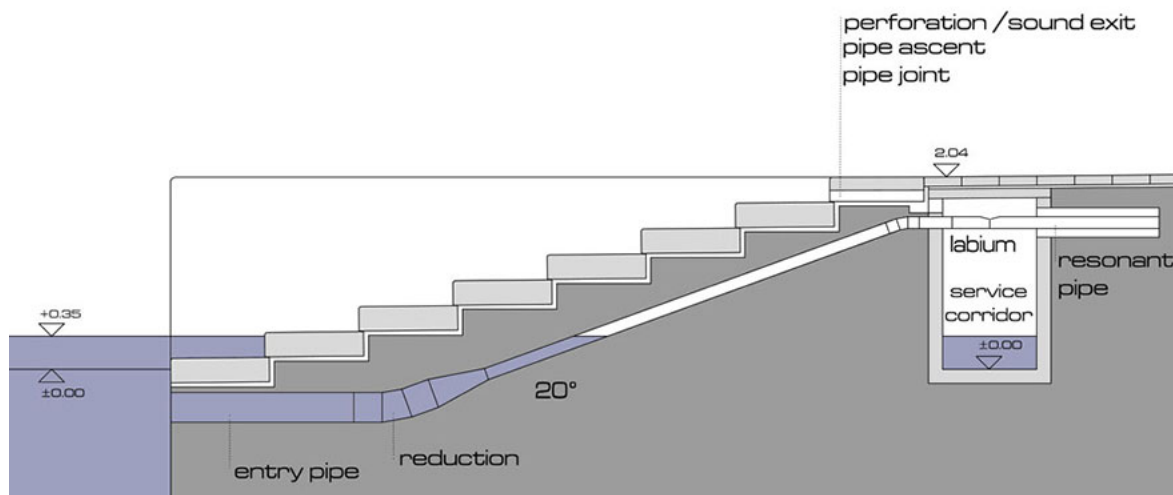 perforation / sound exit
pipe ascent
pipe joint
2.04
labium
resonant
pipe
service
corridor
±0.00
+0.35
±0.00
20°
entry pipe
reduction